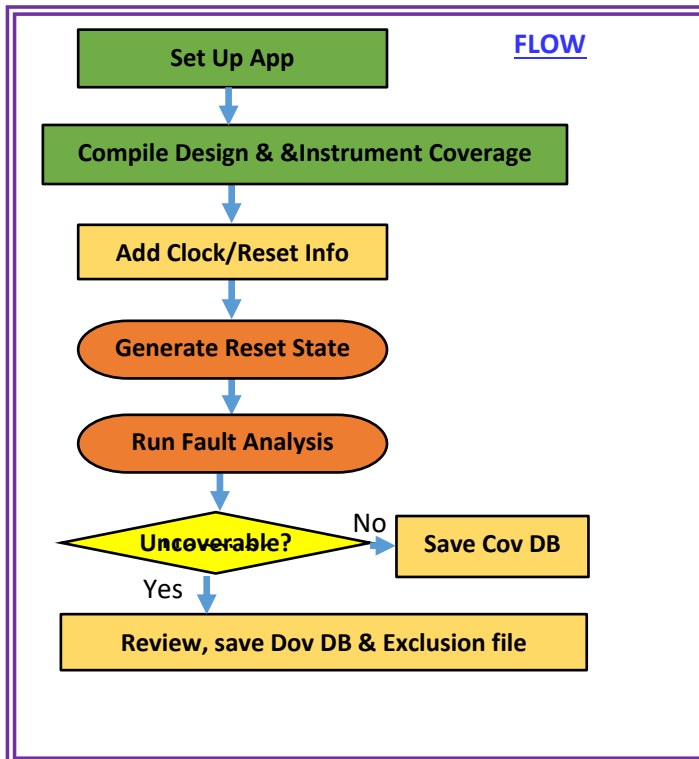 FLOW
Set Up App
Compile Design & &Instrument Coverage
Add Clock/Reset Info
Generate Reset State
Run Fault Analysis
Uncoverable?
No
Save Cov DB
Yes
Review, save Dov DB & Exclusion file